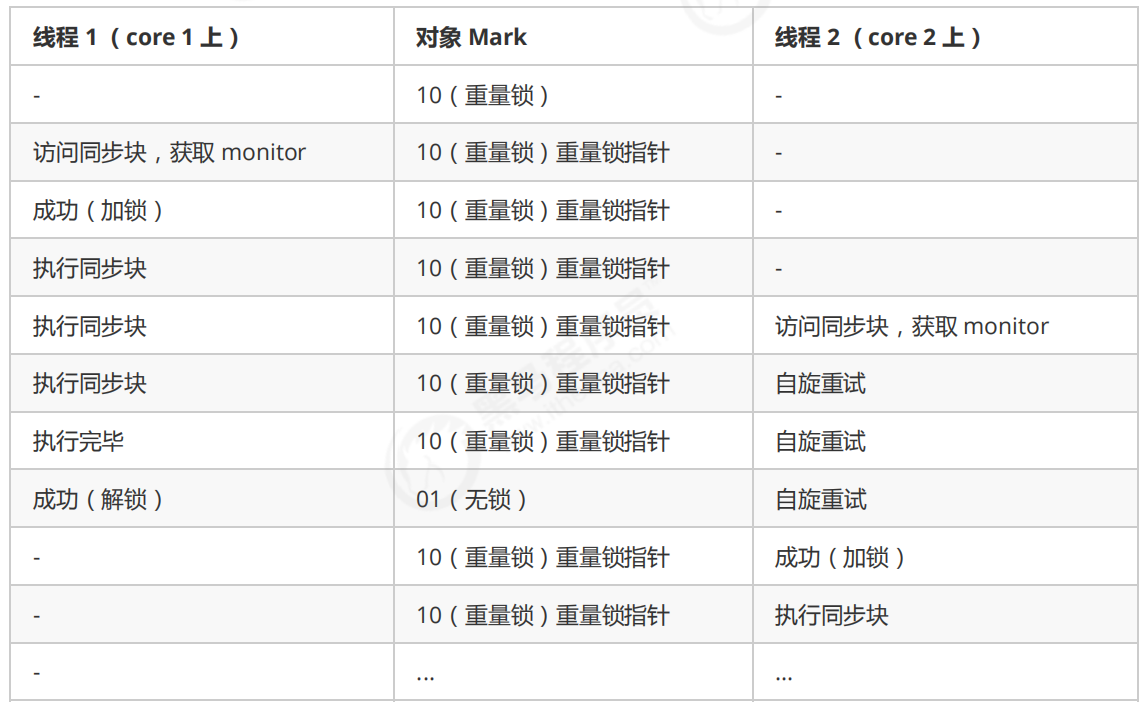 线程 1 ( core 1 上 ) 对象 Mark 线程 2 ( core 2 上 )
- 10 ( 重量锁 ) -
访问同步块 , 获取 monitor 10 ( 重量锁 ) 重量锁指针 -
成功 ( 加锁 ) 10 ( 重量锁 ) 重量锁指针 -
执行同步块 10 ( 重量锁 ) 重量锁指针 -
执行同步块 10 ( 重量锁 ) 重量锁指针 访问同步块 , 获取 monitor
执行同步块 10 ( 重量锁 ) 重量锁指针 自旋重试
执行完毕 10 ( 重量锁 ) 重量锁指针 自旋重试
成功 ( 解锁 ) 01 ( 无锁 ) 自旋重试
- 10 ( 重量锁 ) 重量锁指针 成功 ( 加锁 )
- 10 ( 重量锁 ) 重量锁指针 执行同步块
- ... ...